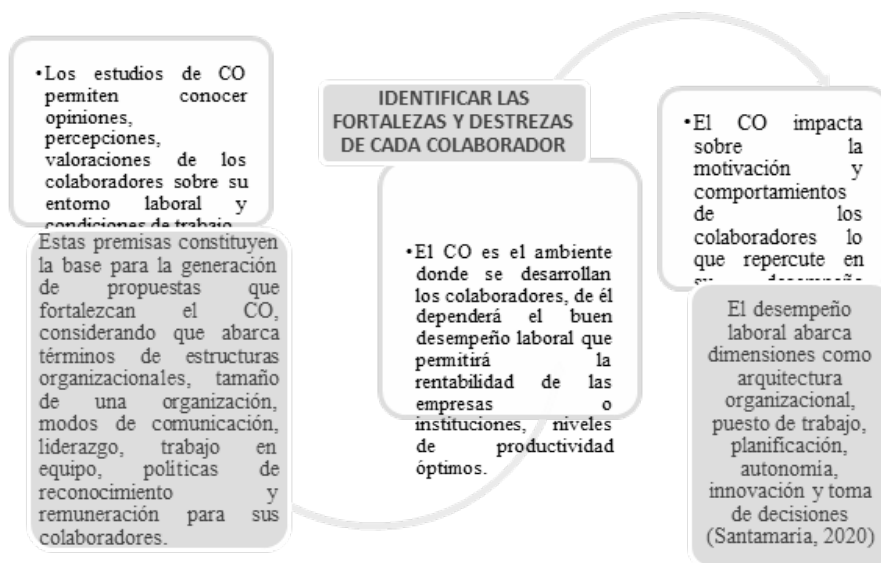 •Los estudios de CO
permiten conocer
opiniones,
percepciones,
valoraciones de los
colaboradores sobre su
entorno laboral y
condiciones de trabajo
Estas premisas constituyen
la base para la generación
de propuestas que
fortalezcan el CO,
considerando que abarca
términos de estructuras
organizacionales, tamaño
de una organización,
modos de comunicación,
liderazgo, trabajo en
equipo, políticas de
reconocimiento y
remuneración para sus
colaboradores.
IDENTIFICAR LAS
FORTALEZAS Y DESTREZAS
DE CADA COLABORADOR
•El CO es el ambiente
donde se desarrollan
los colaboradores, de él
dependerá el buen
desempeño laboral que
permitirá la
rentabilidad de las
empresas o
instituciones, niveles
de productividad
óptimos.
•El CO impacta
sobre la
motivación y
comportamientos
de los
colaboradores lo
que repercute en
su desempeño
El desempeño
laboral abarca
dimensiones como
arquitectura
organizacional,
puesto de trabajo,
planificación,
autonomía,
innovación y toma
de decisiones
(Santamaría, 2020)